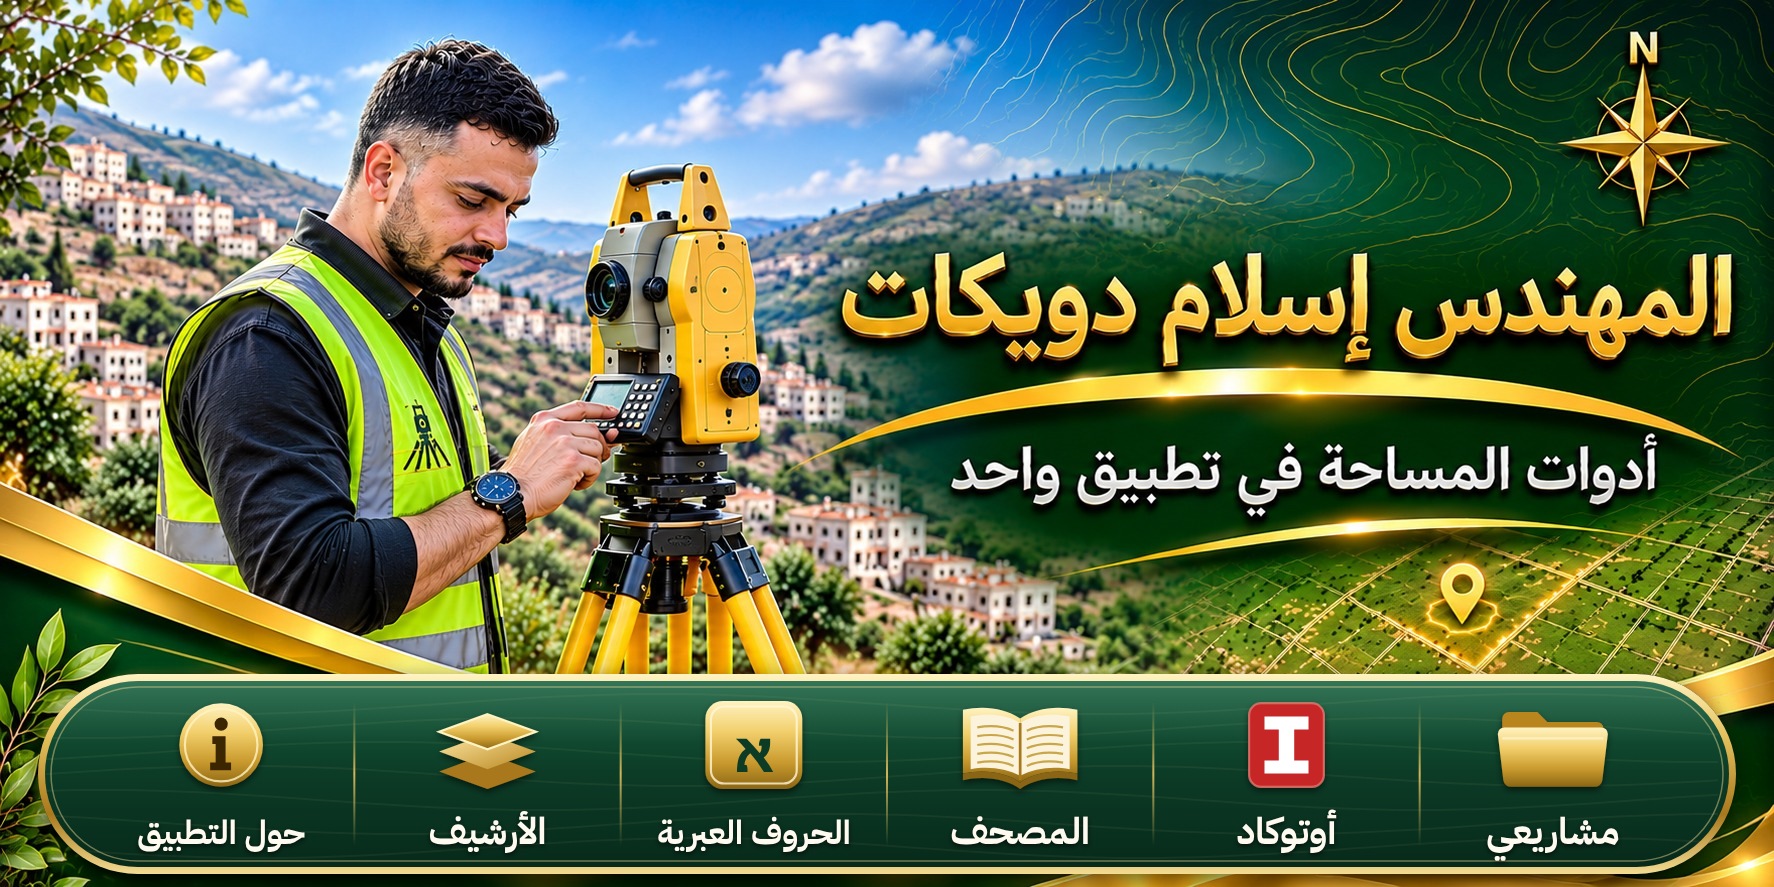 N
المهندس إسلام دويكات
أدوات المساحة في تطبيق واحد
I
א
i
مشاريعي
أوتوكاد
المصحف
الحروف العبرية
الأرشيف
حول التطبيق